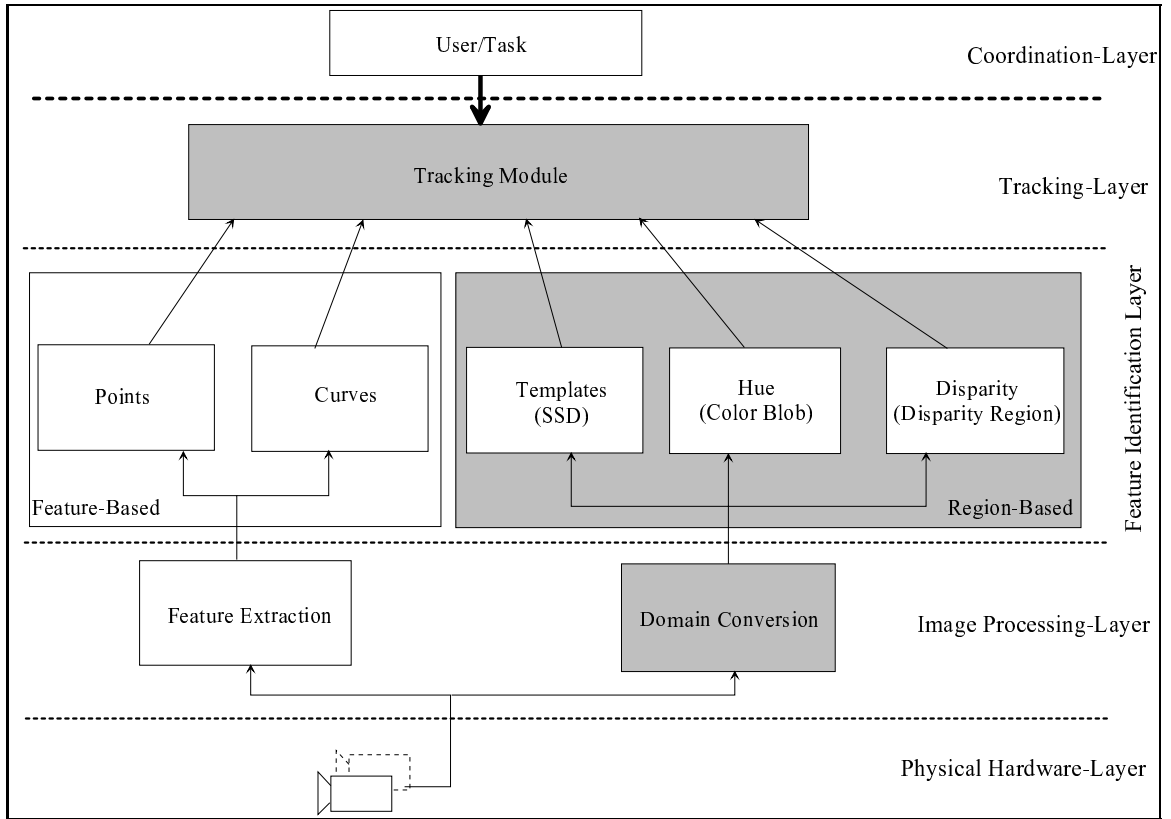 User/Task
Coordination-Layer
Tracking Module
Tracking-Layer
Points
Curves
Templates
(SSD)
Hue
(Color Blob)
Disparity
(Disparity Region)
Feature-Based
Region-Based
Feature Identification Layer
Feature Extraction
Domain Conversion
Image Processing-Layer
Physical Hardware-Layer